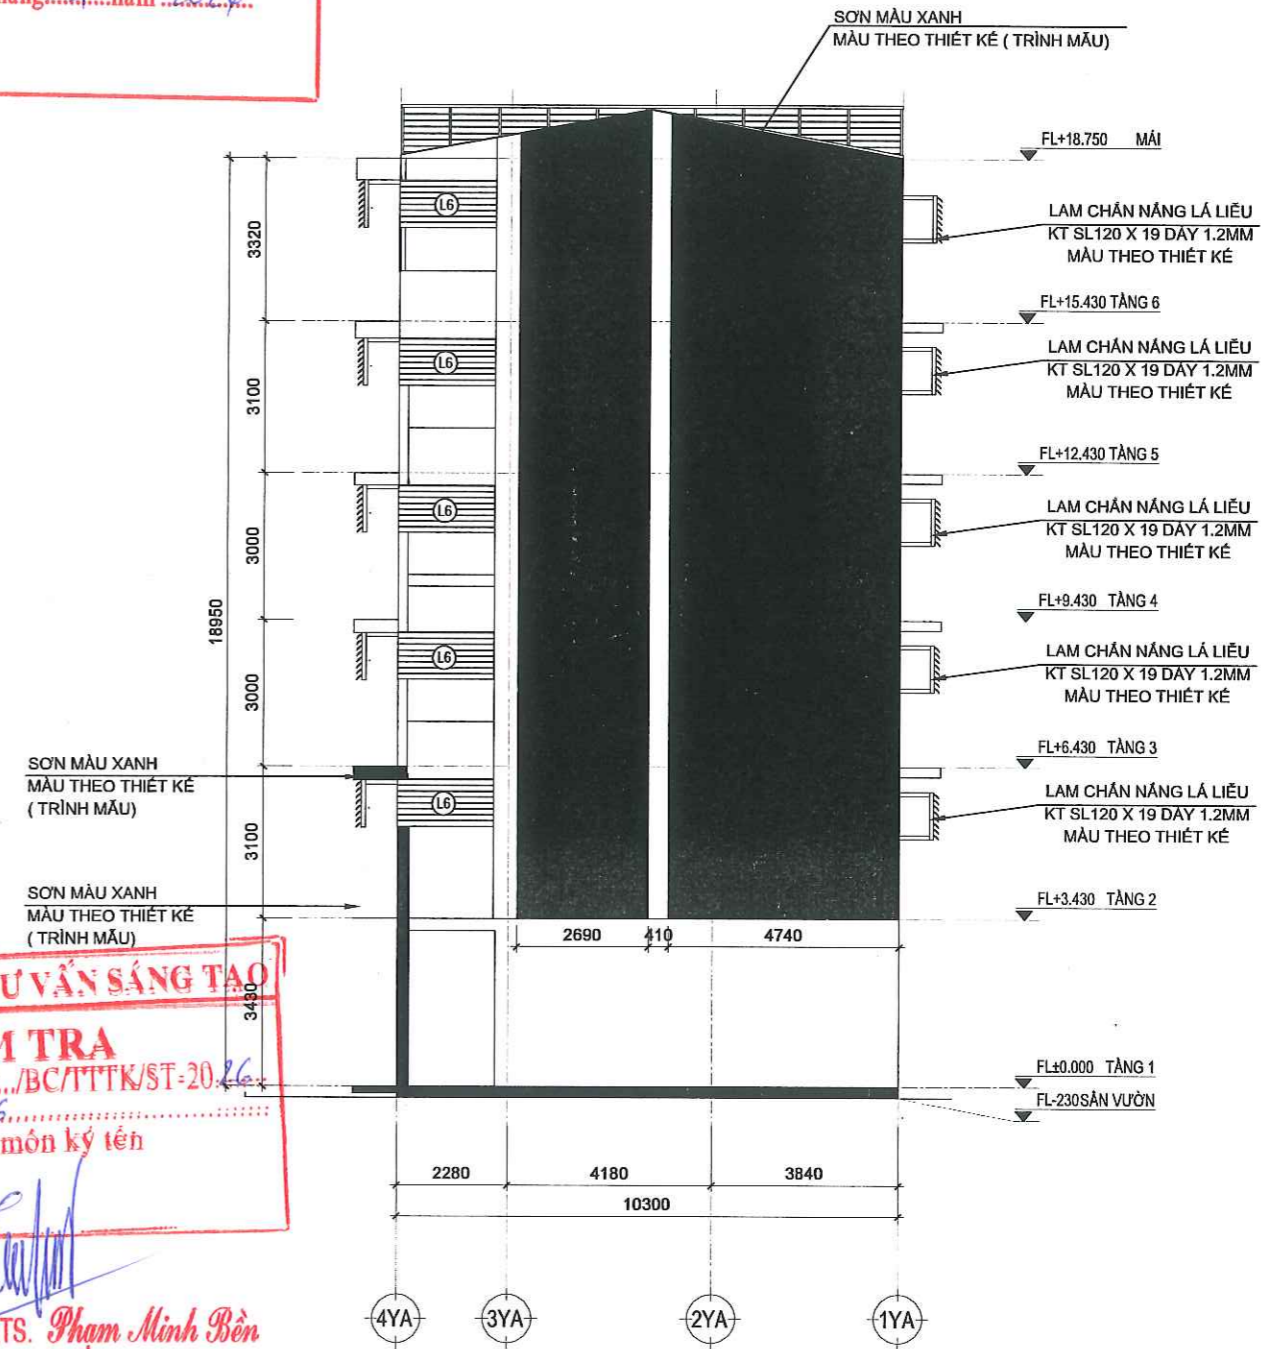 năm
SƠN MÀU XANH
MÀU THEO THIẾT KẾ ( TRÌNH MẪU)
FL+18.750 MÁI
LAM CHẮN NẮNG LÁ LIỄU
KT SL120 X 19 DÀY 1.2MM
MÀU THEO THIẾT KẾ
FL+15.430 TẦNG 6
LAM CHẮN NẮNG LÁ LIỄU
KT SL120 X 19 DÀY 1.2MM
MÀU THEO THIẾT KẾ
FL+12.430 TẦNG 5
LAM CHẮN NẮNG LÁ LIỄU
KT SL120 X 19 DÀY 1.2MM
MÀU THEO THIẾT KẾ
FL+9.430 TẦNG 4
LAM CHẮN NẮNG LÁ LIỄU
KT SL120 X 19 DÀY 1.2MM
MÀU THEO THIẾT KẾ
FL+6.430 TẦNG 3
LAM CHẮN NẮNG LÁ LIỄU
KT SL120 X 19 DÀY 1.2MM
MÀU THEO THIẾT KẾ
FL+3.430 TẦNG 2
FL±0.000 TẦNG 1
FL-230SÂN VƯỜN
L6
L6
L6
L6
L6
3320
3100
3000
3000
3100
3430
18950
SƠN MÀU XANH
MÀU THEO THIẾT KẾ
( TRÌNH MẪU)
SƠN MÀU XANH
MÀU THEO THIẾT KẾ
( TRÌNH MẪU)
2690 410 4740
2280 4180 3840
10300
4YA 3YA 2YA 1YA
Ư VẤN SÁNG TẠO
M TRA
.../BC/TTTK/ST-20 26
môn ký tên
TS. Phạm Minh Bền